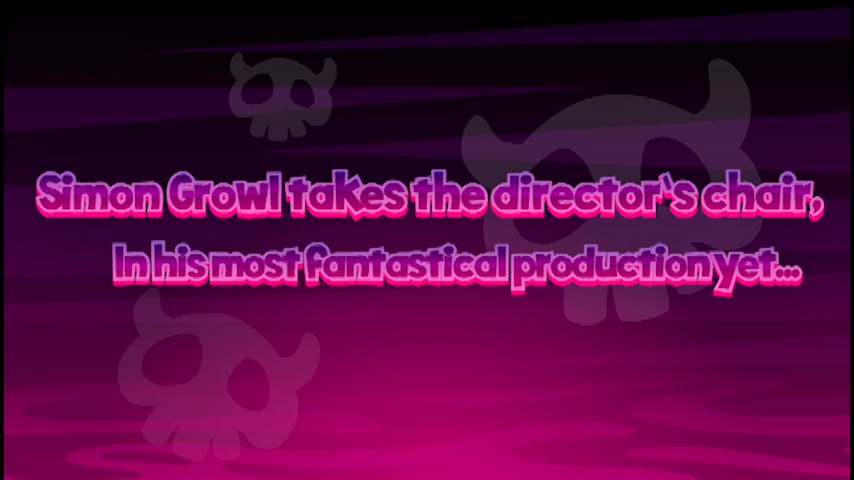 Simon Growl takes the director's chair,
In his most fantastical production yet...